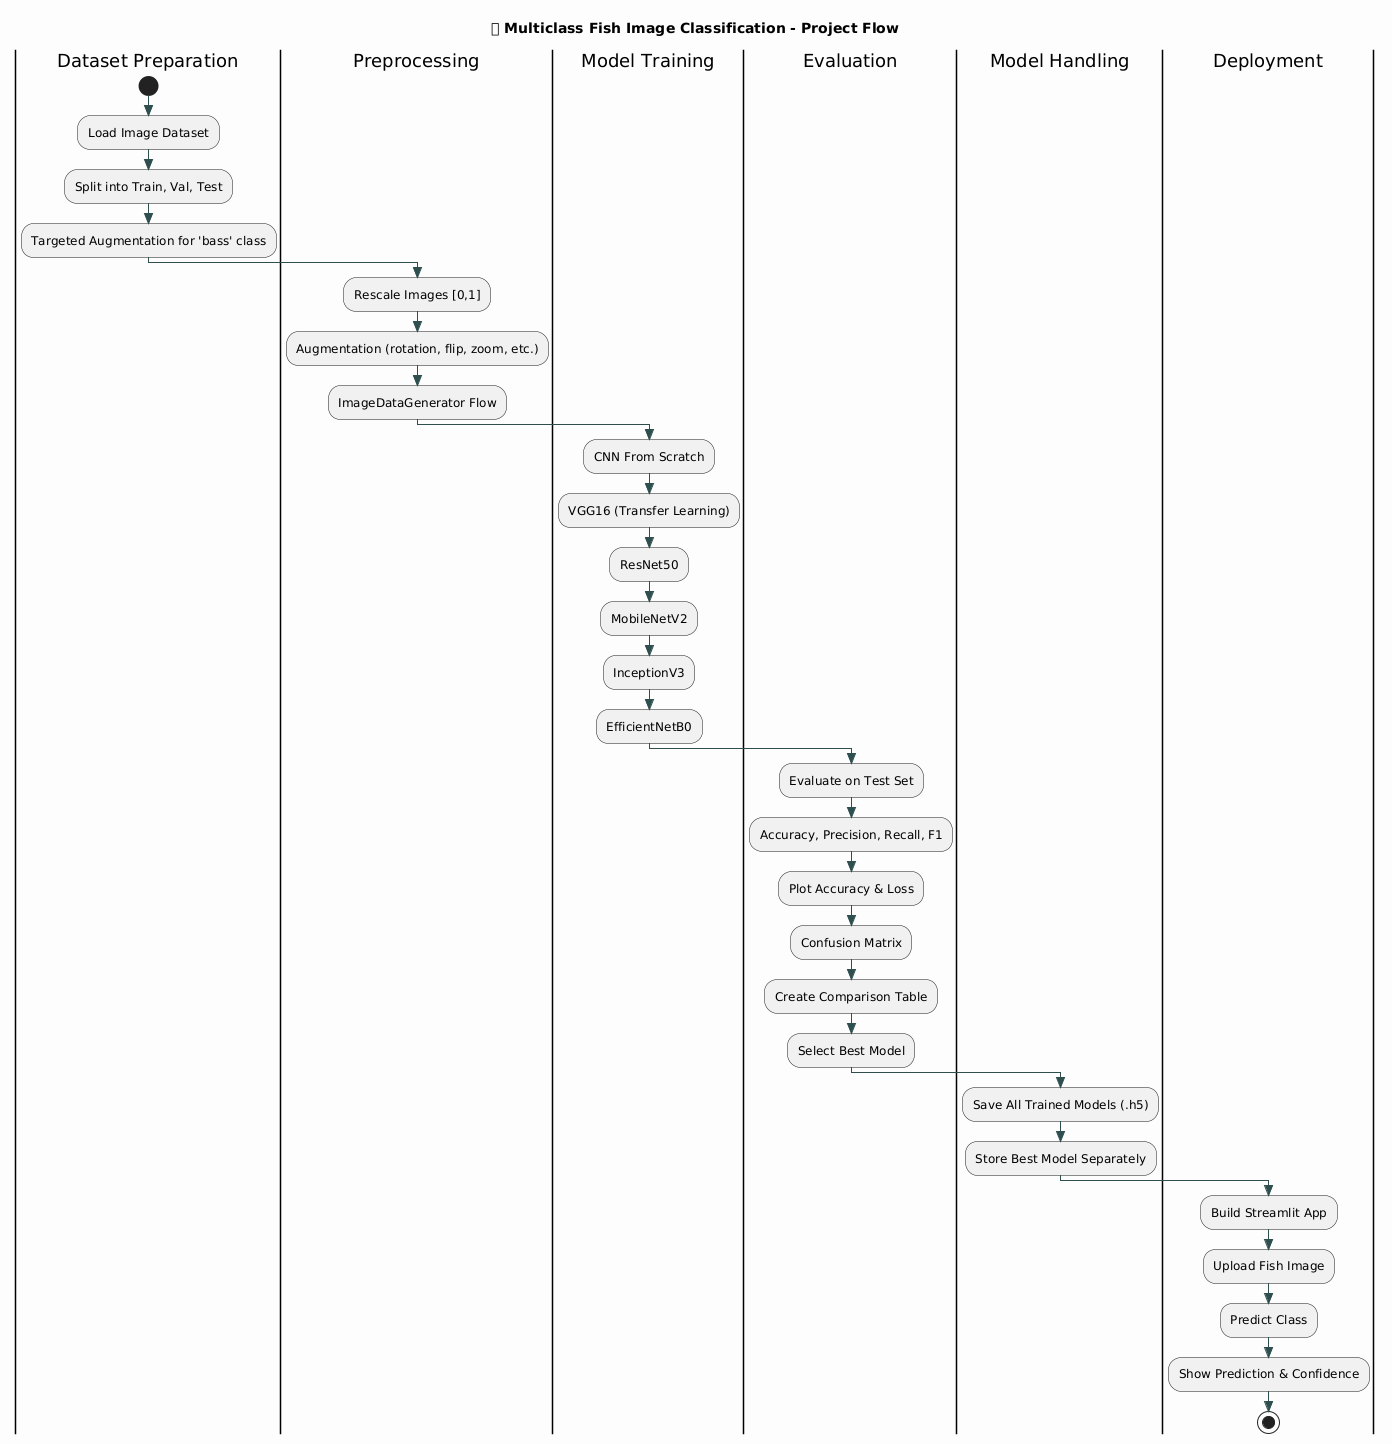 Multiclass Fish Image Classification - Project Flow
Dataset Preparation
Preprocessing
Model Training
Evaluation
Model Handling
Deployment
Load Image Dataset
Split into Train, Val, Test
Targeted Augmentation for 'bass' class
Rescale Images [0,1]
Augmentation (rotation, flip, zoom, etc.)
ImageDataGenerator Flow
CNN From Scratch
VGG16 (Transfer Learning)
ResNet50
MobileNetV2
InceptionV3
EfficientNetB0
Evaluate on Test Set
Accuracy, Precision, Recall, F1
Plot Accuracy & Loss
Confusion Matrix
Create Comparison Table
Select Best Model
Save All Trained Models (.h5)
Store Best Model Separately
Build Streamlit App
Upload Fish Image
Predict Class
Show Prediction & Confidence